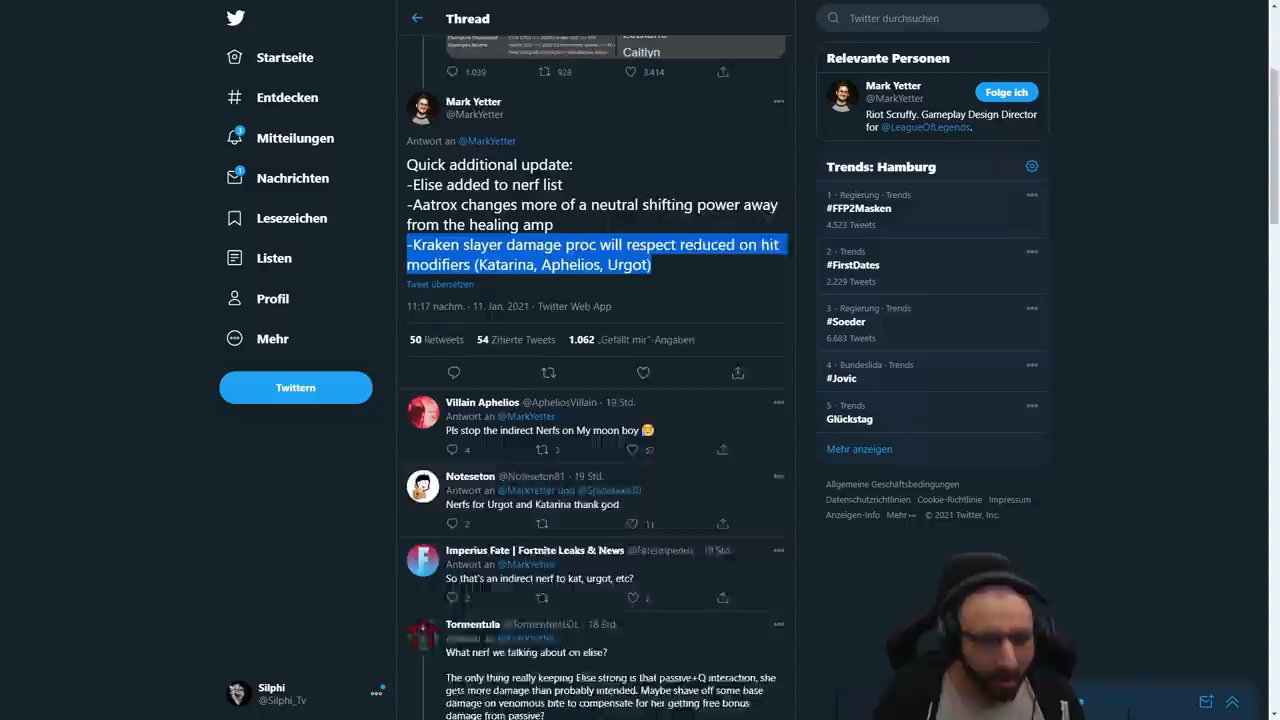 Startseite
Entdecken
3
Mitteilungen
1
Nachrichten
Lesezeichen
Listen
Profil
Mehr
Twittern
Silphi
@Silphi_Tv
Thread
Caitlyn
1.039 928 3.414
Mark Yetter
@MarkYetter
Antwort an @MarkYetter
Quick additional update:
-Elise added to nerf list
-Aatrox changes more of a neutral shifting power away
from the healing amp
-Kraken slayer damage proc will respect reduced on hit
modifiers (Katarina, Aphelios, Urgot)
Tweet übersetzen
11:17 nachm. · 11. Jan. 2021 · Twitter Web App
50 Retweets 54 Zitierte Tweets 1.062 „Gefällt mir“-Angaben
Villain Aphelios @ApheliosVillain · 19 Std.
Antwort an @MarkYetter
Pls stop the indirect Nerfs on My moon boy
4 3
Noteseton @Noteseton81 · 19 Std.
Antwort an @MarkYetter und
Nerfs for Urgot and Katarina thank god
2 11
Imperius Fate | Fortnite Leaks & News
Antwort an @MarkYetter
So that's an indirect nerf to kat, urgot, etc?
2
Tormentula · 18 Std.
What nerf we talking about on elise?
The only thing really keeping Elise strong is that passive+Q interaction, she
gets more damage than probably intended. Maybe shave off some base
damage on venomous bite to compensate for her getting free bonus
damage from passive?
Twitter durchsuchen
Relevante Personen
Mark Yetter
@MarkYetter
Folge ich
Riot Scruffy. Gameplay Design Director
for @LeagueOfLegends.
Trends: Hamburg
1 · Regierung · Trends
#FFP2Masken
4.523 Tweets
2 · Trends
#FirstDates
2.229 Tweets
3 · Regierung · Trends
#Soeder
6.683 Tweets
4 · Bundesliga · Trends
#Jovic
5 · Trends
Glückstag
Mehr anzeigen
Allgemeine Geschäftsbedingungen
Datenschutzrichtlinien Cookie-Richtlinie Impressum
Anzeigen-Info Mehr ··· © 2021 Twitter, Inc.